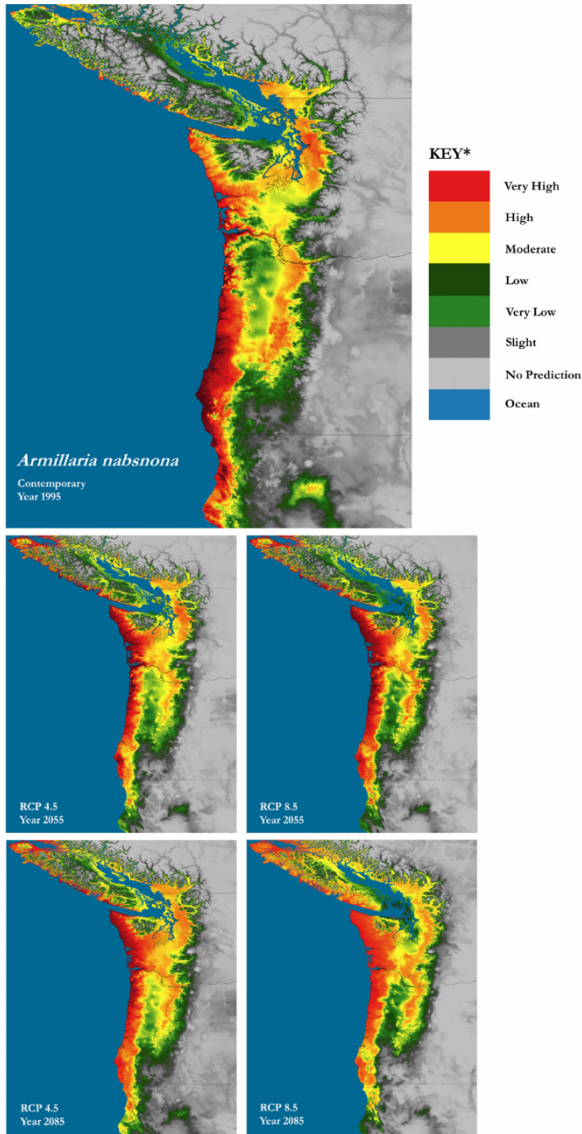 KEY*
Very High
High
Moderate
Low
Very Low
Slight
No Prediction
Ocean
Armillaria nabsnona
Contemporary
Year 1995
RCP 4.5
Year 2055
RCP 8.5
Year 2055
RCP 4.5
Year 2085
RCP 8.5
Year 2085